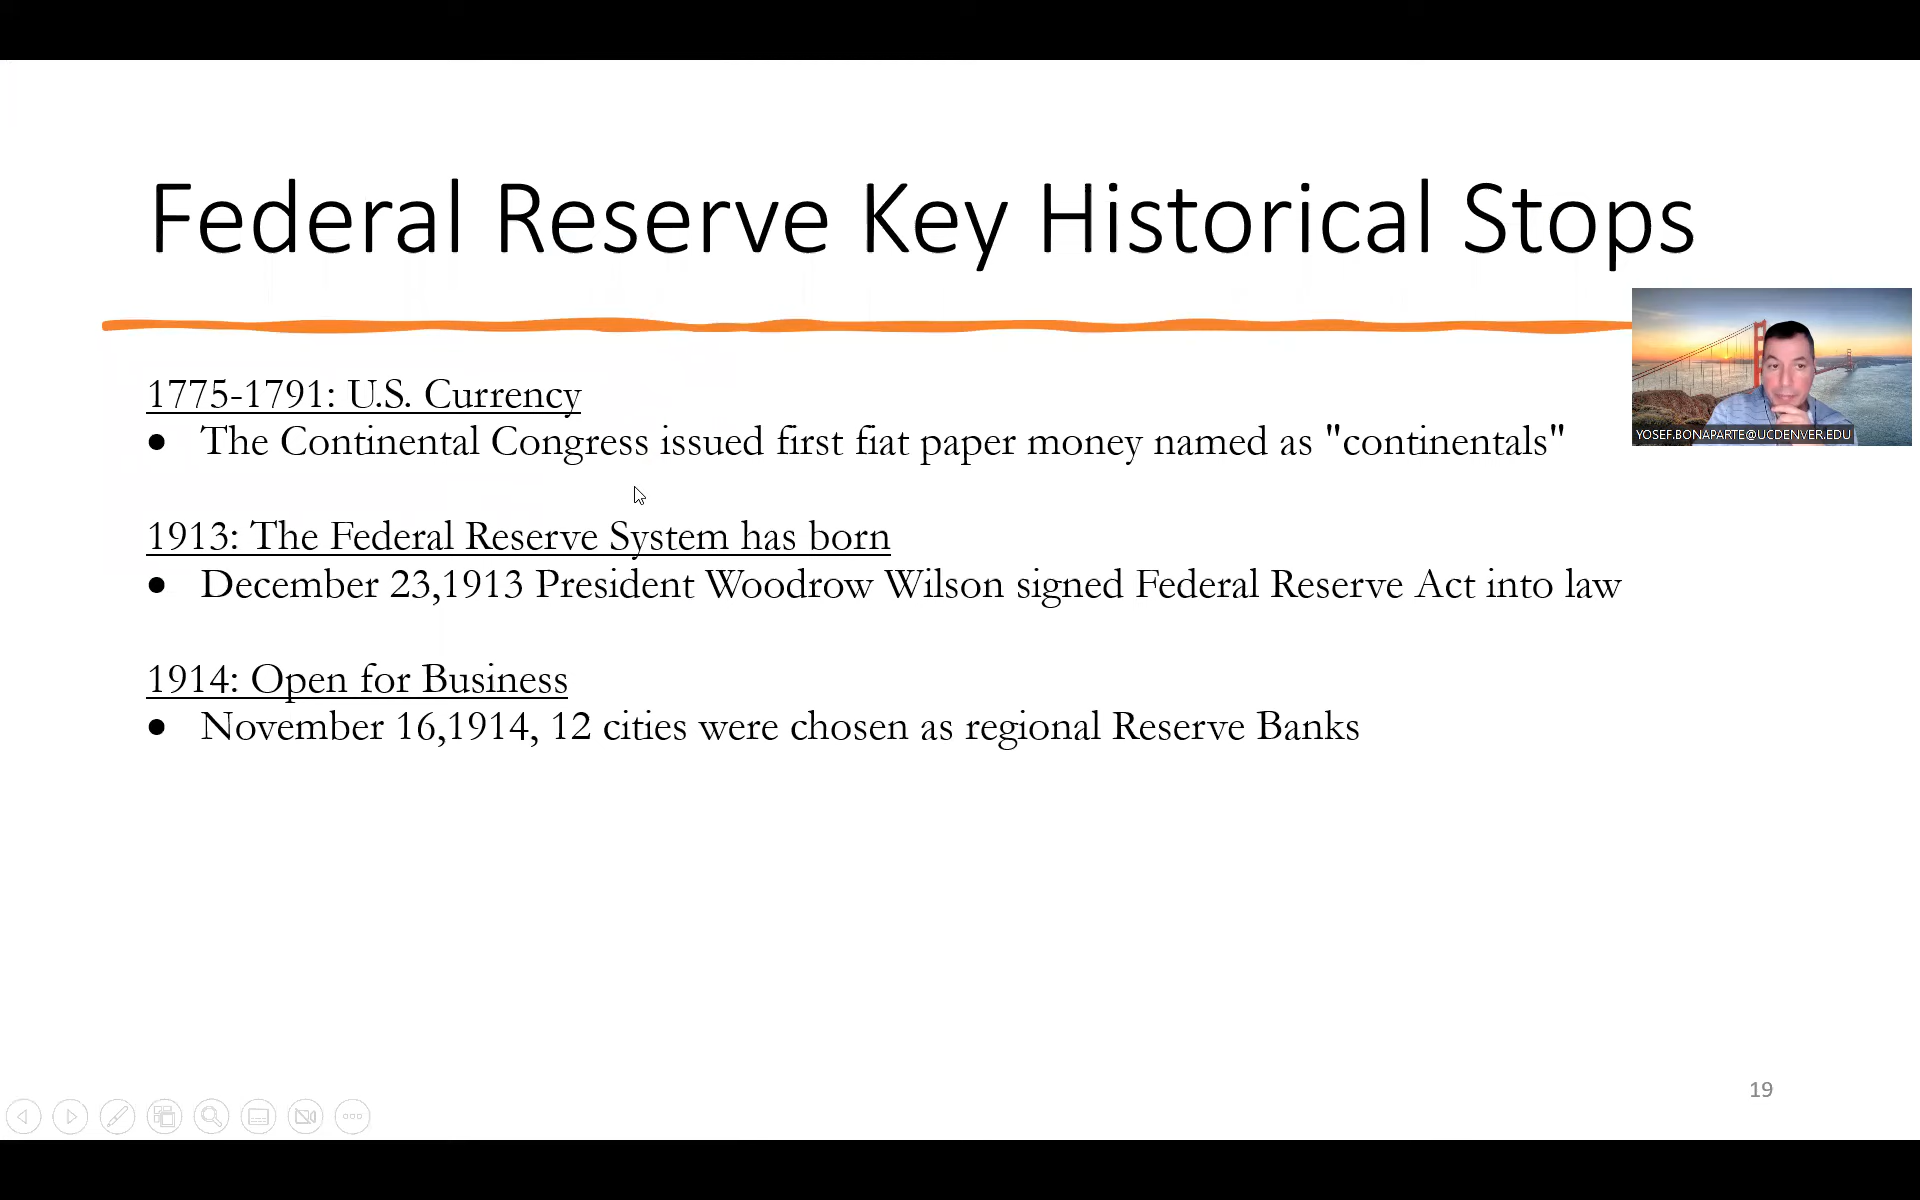 Federal Reserve Key Historical Stops
1775-1791: U.S. Currency
• The Continental Congress issued first fiat paper money named as "continentals"
1913: The Federal Reserve System has born
• December 23,1913 President Woodrow Wilson signed Federal Reserve Act into law
1914: Open for Business
• November 16,1914, 12 cities were chosen as regional Reserve Banks
YOSEF.BONAPARTE@UCDENVER.EDU
19